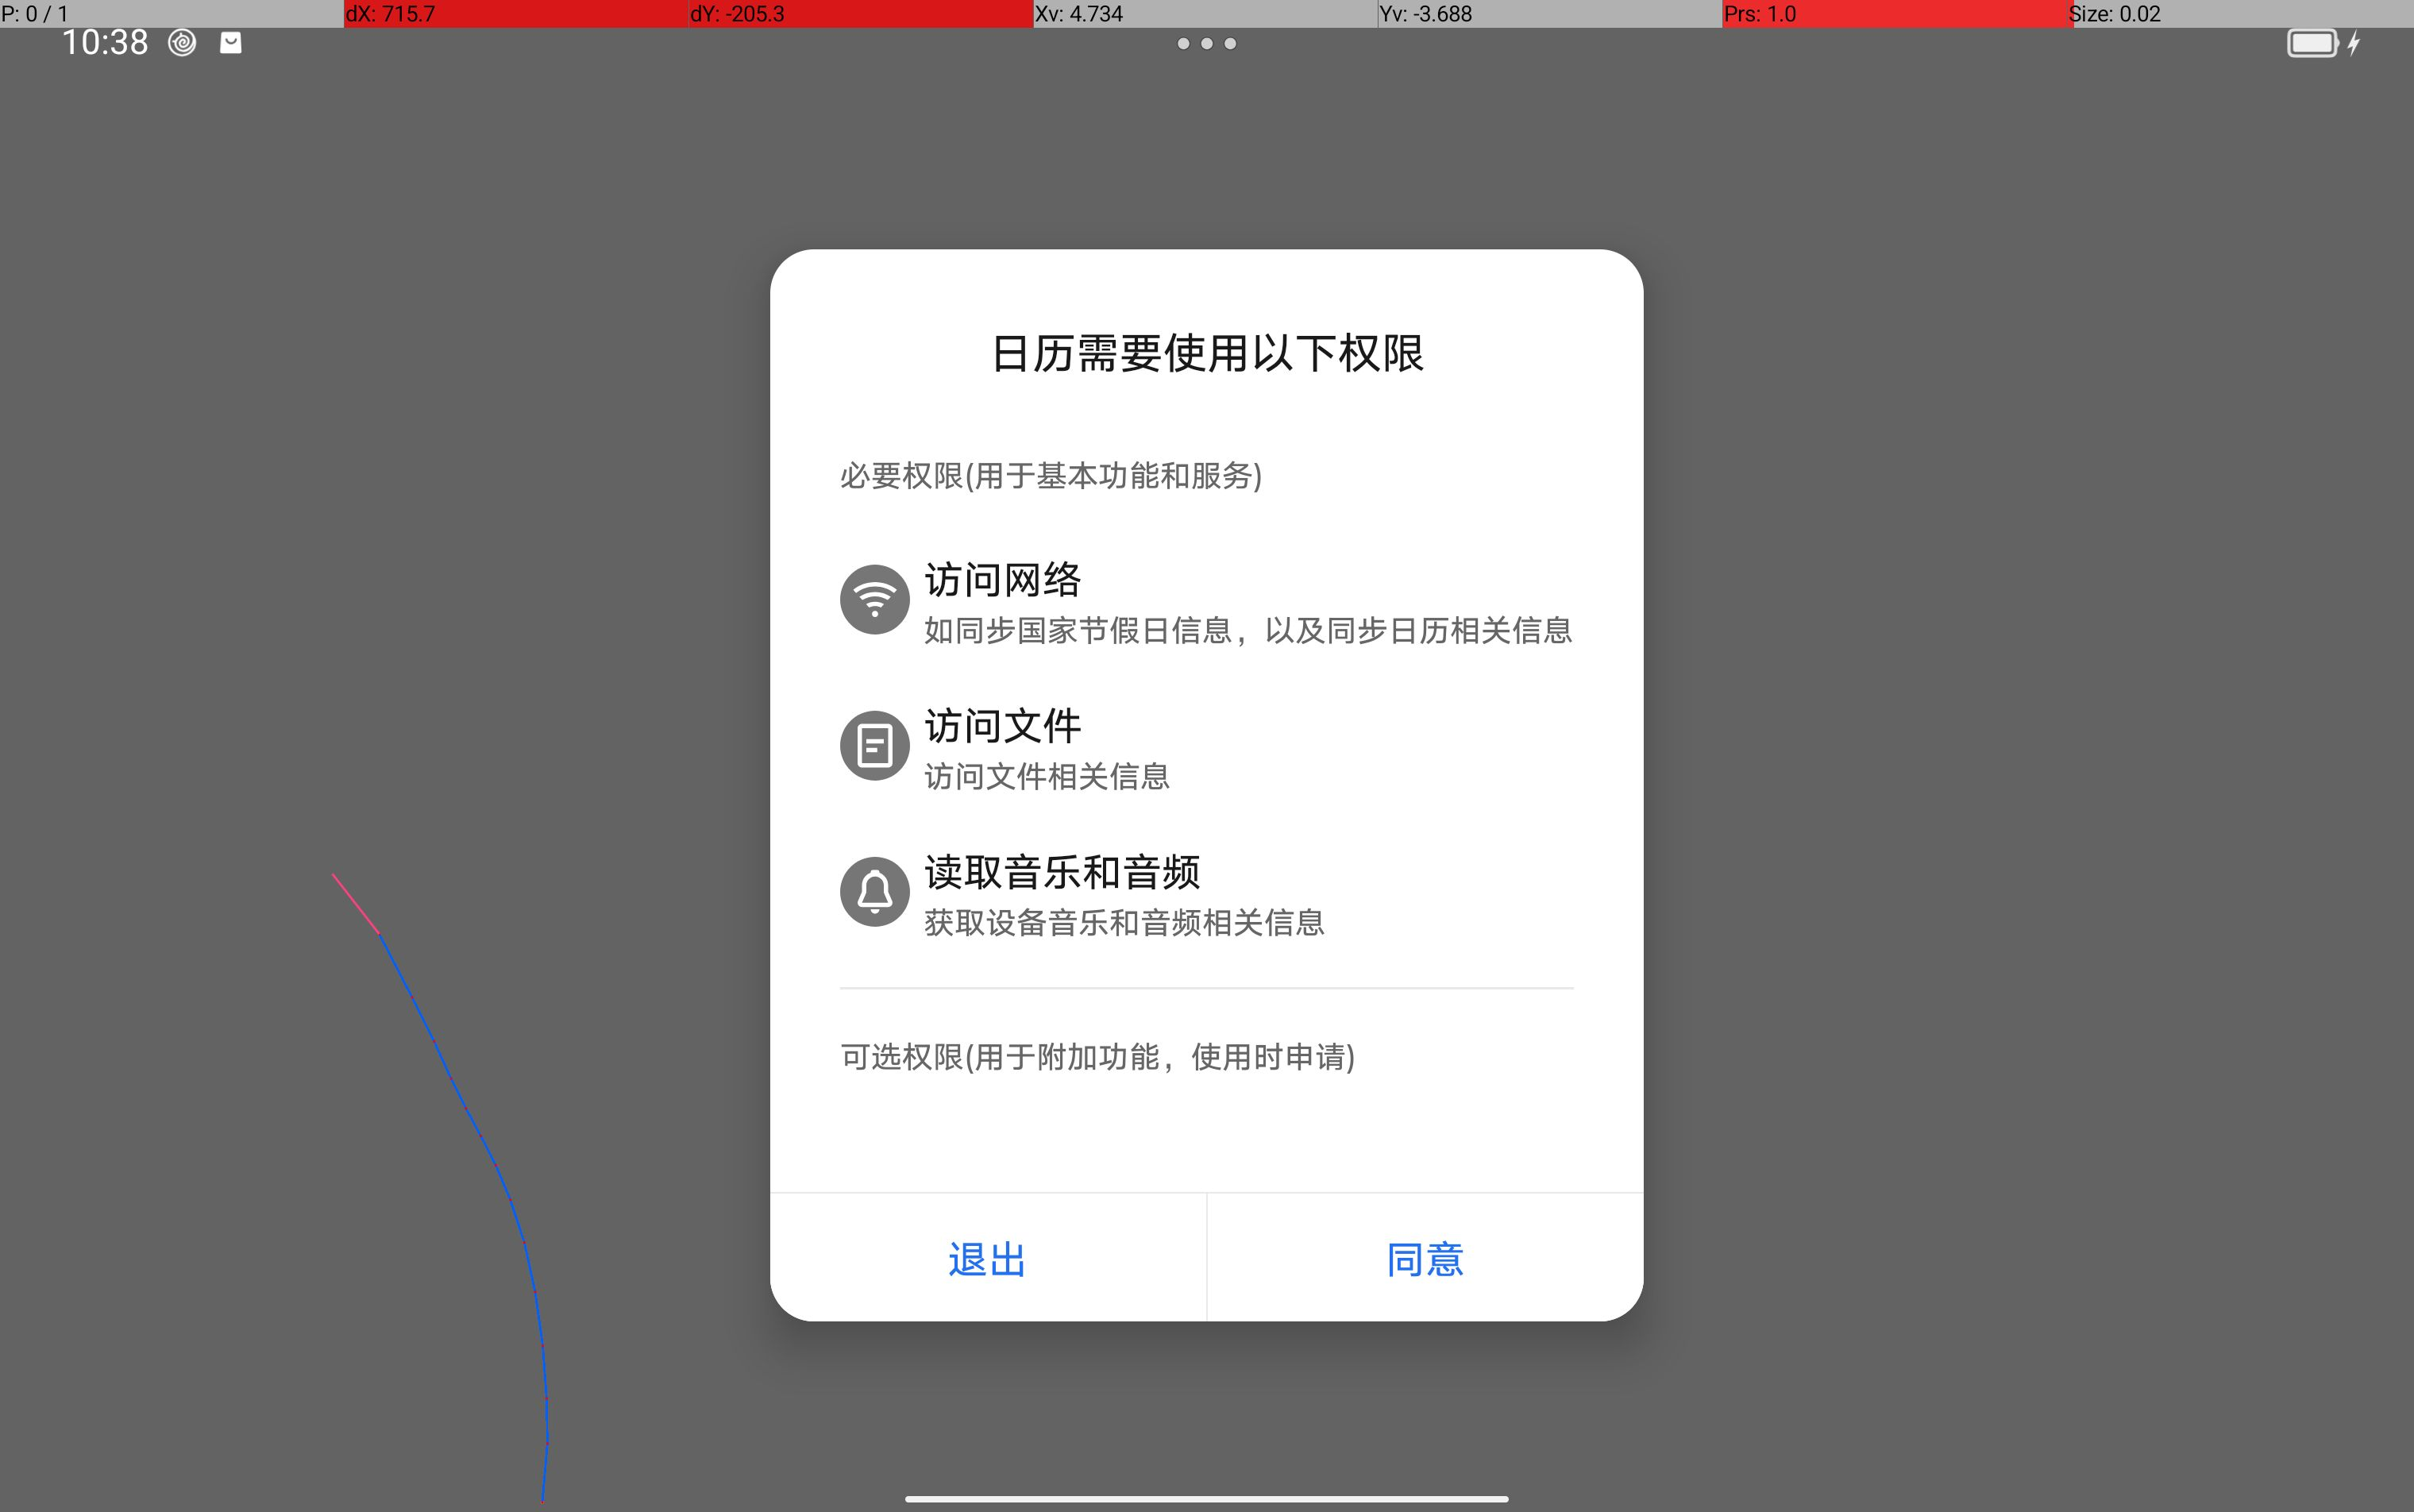 P: 0 / 1 dX: 715.7 dY: -205.3 Xv: 4.734 Yv: -3.688 Prs: 1.0 Size: 0.02
10:38
日历需要使用以下权限
必要权限(用于基本功能和服务)
访问网络
如同步国家节假日信息，以及同步日历相关信息
访问文件
访问文件相关信息
读取音乐和音频
获取设备音乐和音频相关信息
可选权限(用于附加功能，使用时申请)
退出 同意